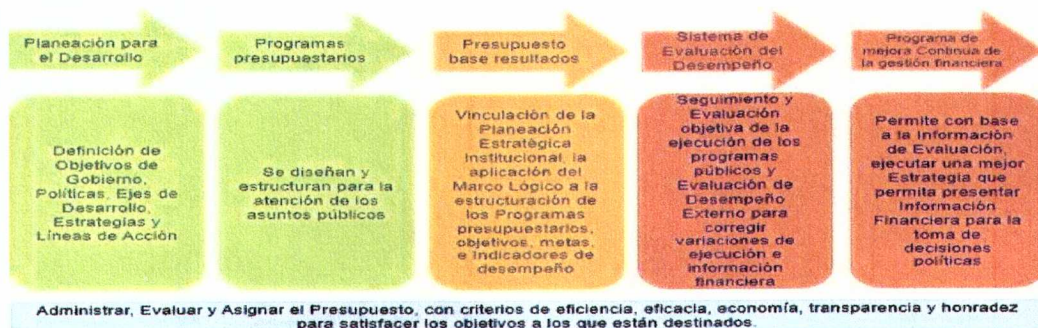 Planeación para
el Desarrollo
Programas
presupuestarios
Presupuesto
base resultados
Sistema de
Evaluación del
Desempeño
Programa de
mejora Continua de
la gestión financiera
Definición de
Objetivos de
Gobierno,
Políticas, Ejes de
Desarrollo,
Estrategias y
Líneas de Acción
Se diseñan y
estructuran para la
atención de los
asuntos públicos
Vinculación de la
Planeación
Estratégica
Institucional, la
aplicación del
Marco Lógico a la
estructuración de
los Programas
presupuestarios,
objetivos, metas,
e Indicadores de
desempeño
Seguimiento y
Evaluación
objetiva de la
ejecución de los
programas
públicos y
Evaluación de
Desempeño
Externo para
corregir
variaciones de
ejecución e
información
financiera
Permite con base
a la Información
de Evaluación,
ejecutar una mejor
Estrategia que
permita presentar
Información
Financiera para la
toma de
decisiones
políticas
Administrar, Evaluar y Asignar el Presupuesto, con criterios de eficiencia, eficacia, economía, transparencia y honradez
para satisfacer los objetivos a los que están destinados.